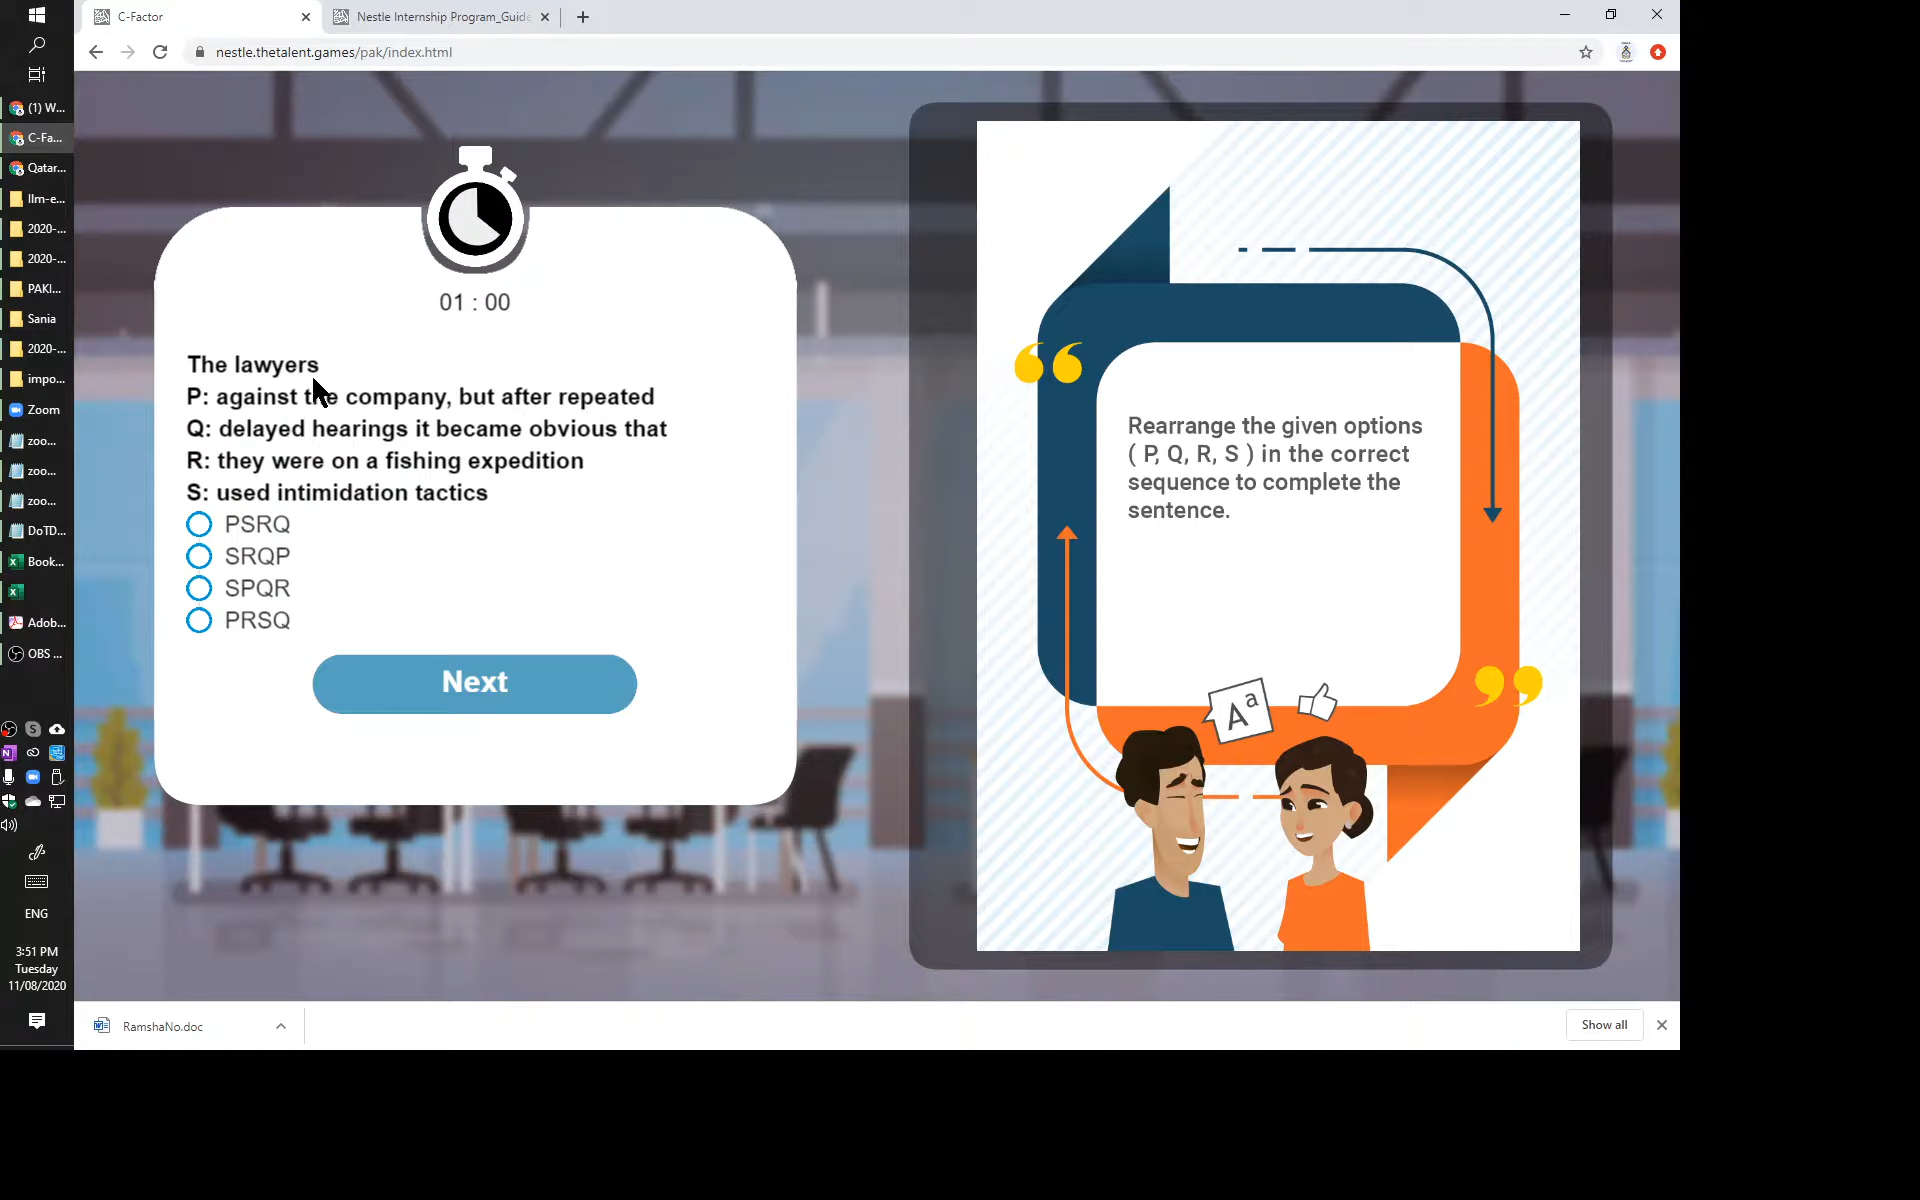 C-Factor
Nestle Internship Program_Guide
nestle.thetalent.games/pak/index.html
(1) W...
C-Fa...
Qatar...
llm-e...
2020-...
2020-...
PAKI...
Sania
2020-...
impo...
Zoom
zoo...
zoo...
zoo...
DoTD...
Book...
Adob...
OBS ...
ENG
3:51 PM
Tuesday
11/08/2020
01 : 00
The lawyers
P: against the company, but after repeated
Q: delayed hearings it became obvious that
R: they were on a fishing expedition
S: used intimidation tactics
PSRQ
SRQP
SPQR
PRSQ
Next
Rearrange the given options
( P, Q, R, S ) in the correct
sequence to complete the
sentence.
Aa
RamshaNo.doc
Show all